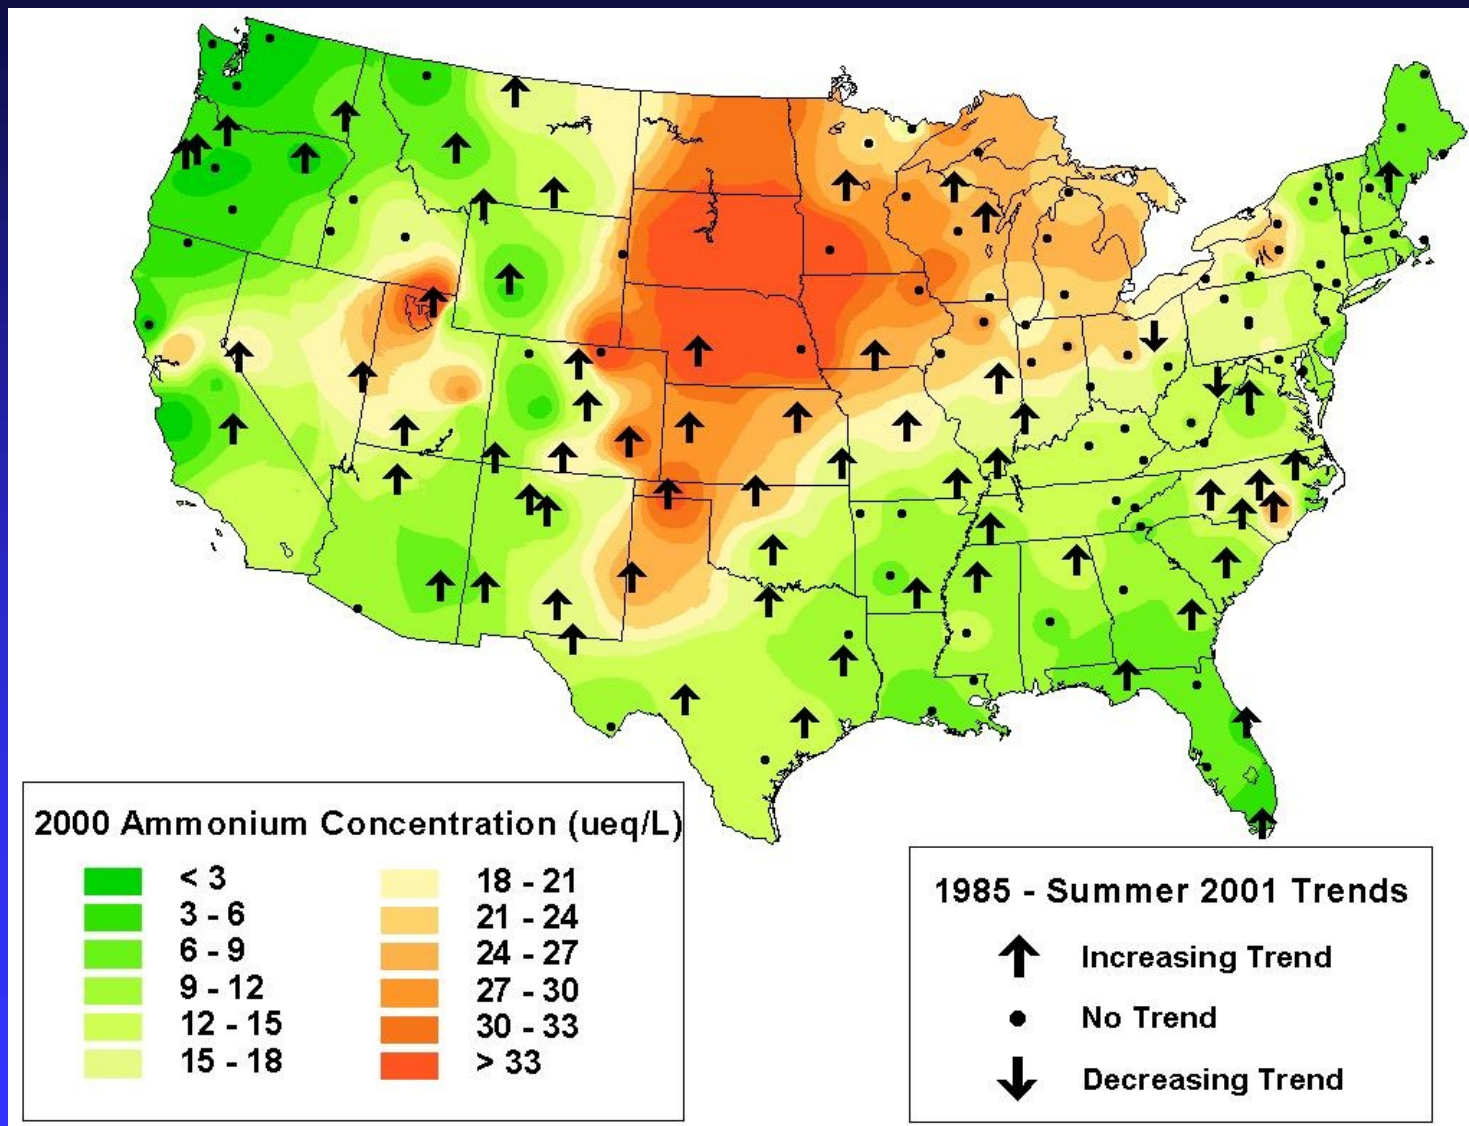 2000 Ammonium Concentration (ueq/L)
< 3
3 - 6
6 - 9
9 - 12
12 - 15
15 - 18
18 - 21
21 - 24
24 - 27
27 - 30
30 - 33
> 33
1985 - Summer 2001 Trends
Increasing Trend
No Trend
Decreasing Trend